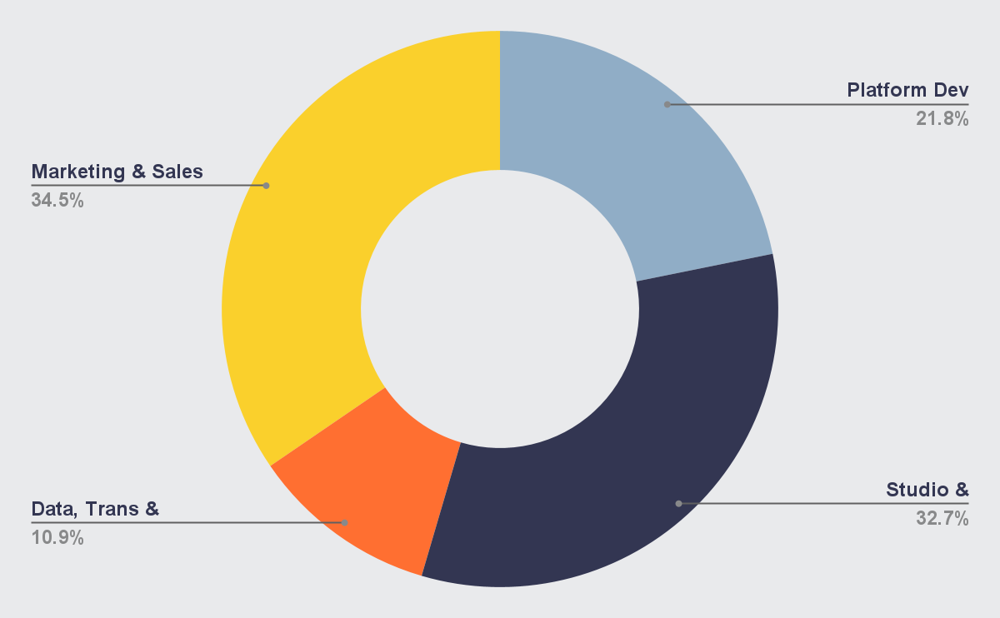 Platform Dev
21.8%
Marketing & Sales
34.5%
Studio &
32.7%
Data, Trans &
10.9%